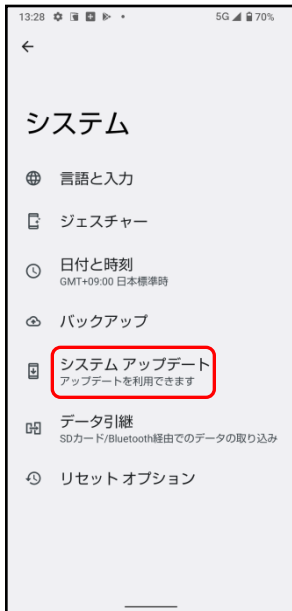 13:28 5G 70%
システム
言語と入力
ジェスチャー
日付と時刻
GMT+09:00 日本標準時
バックアップ
システム アップデート
アップデートを利用できます
データ引継
SDカード/Bluetooth経由でのデータの取り込み
リセット オプション